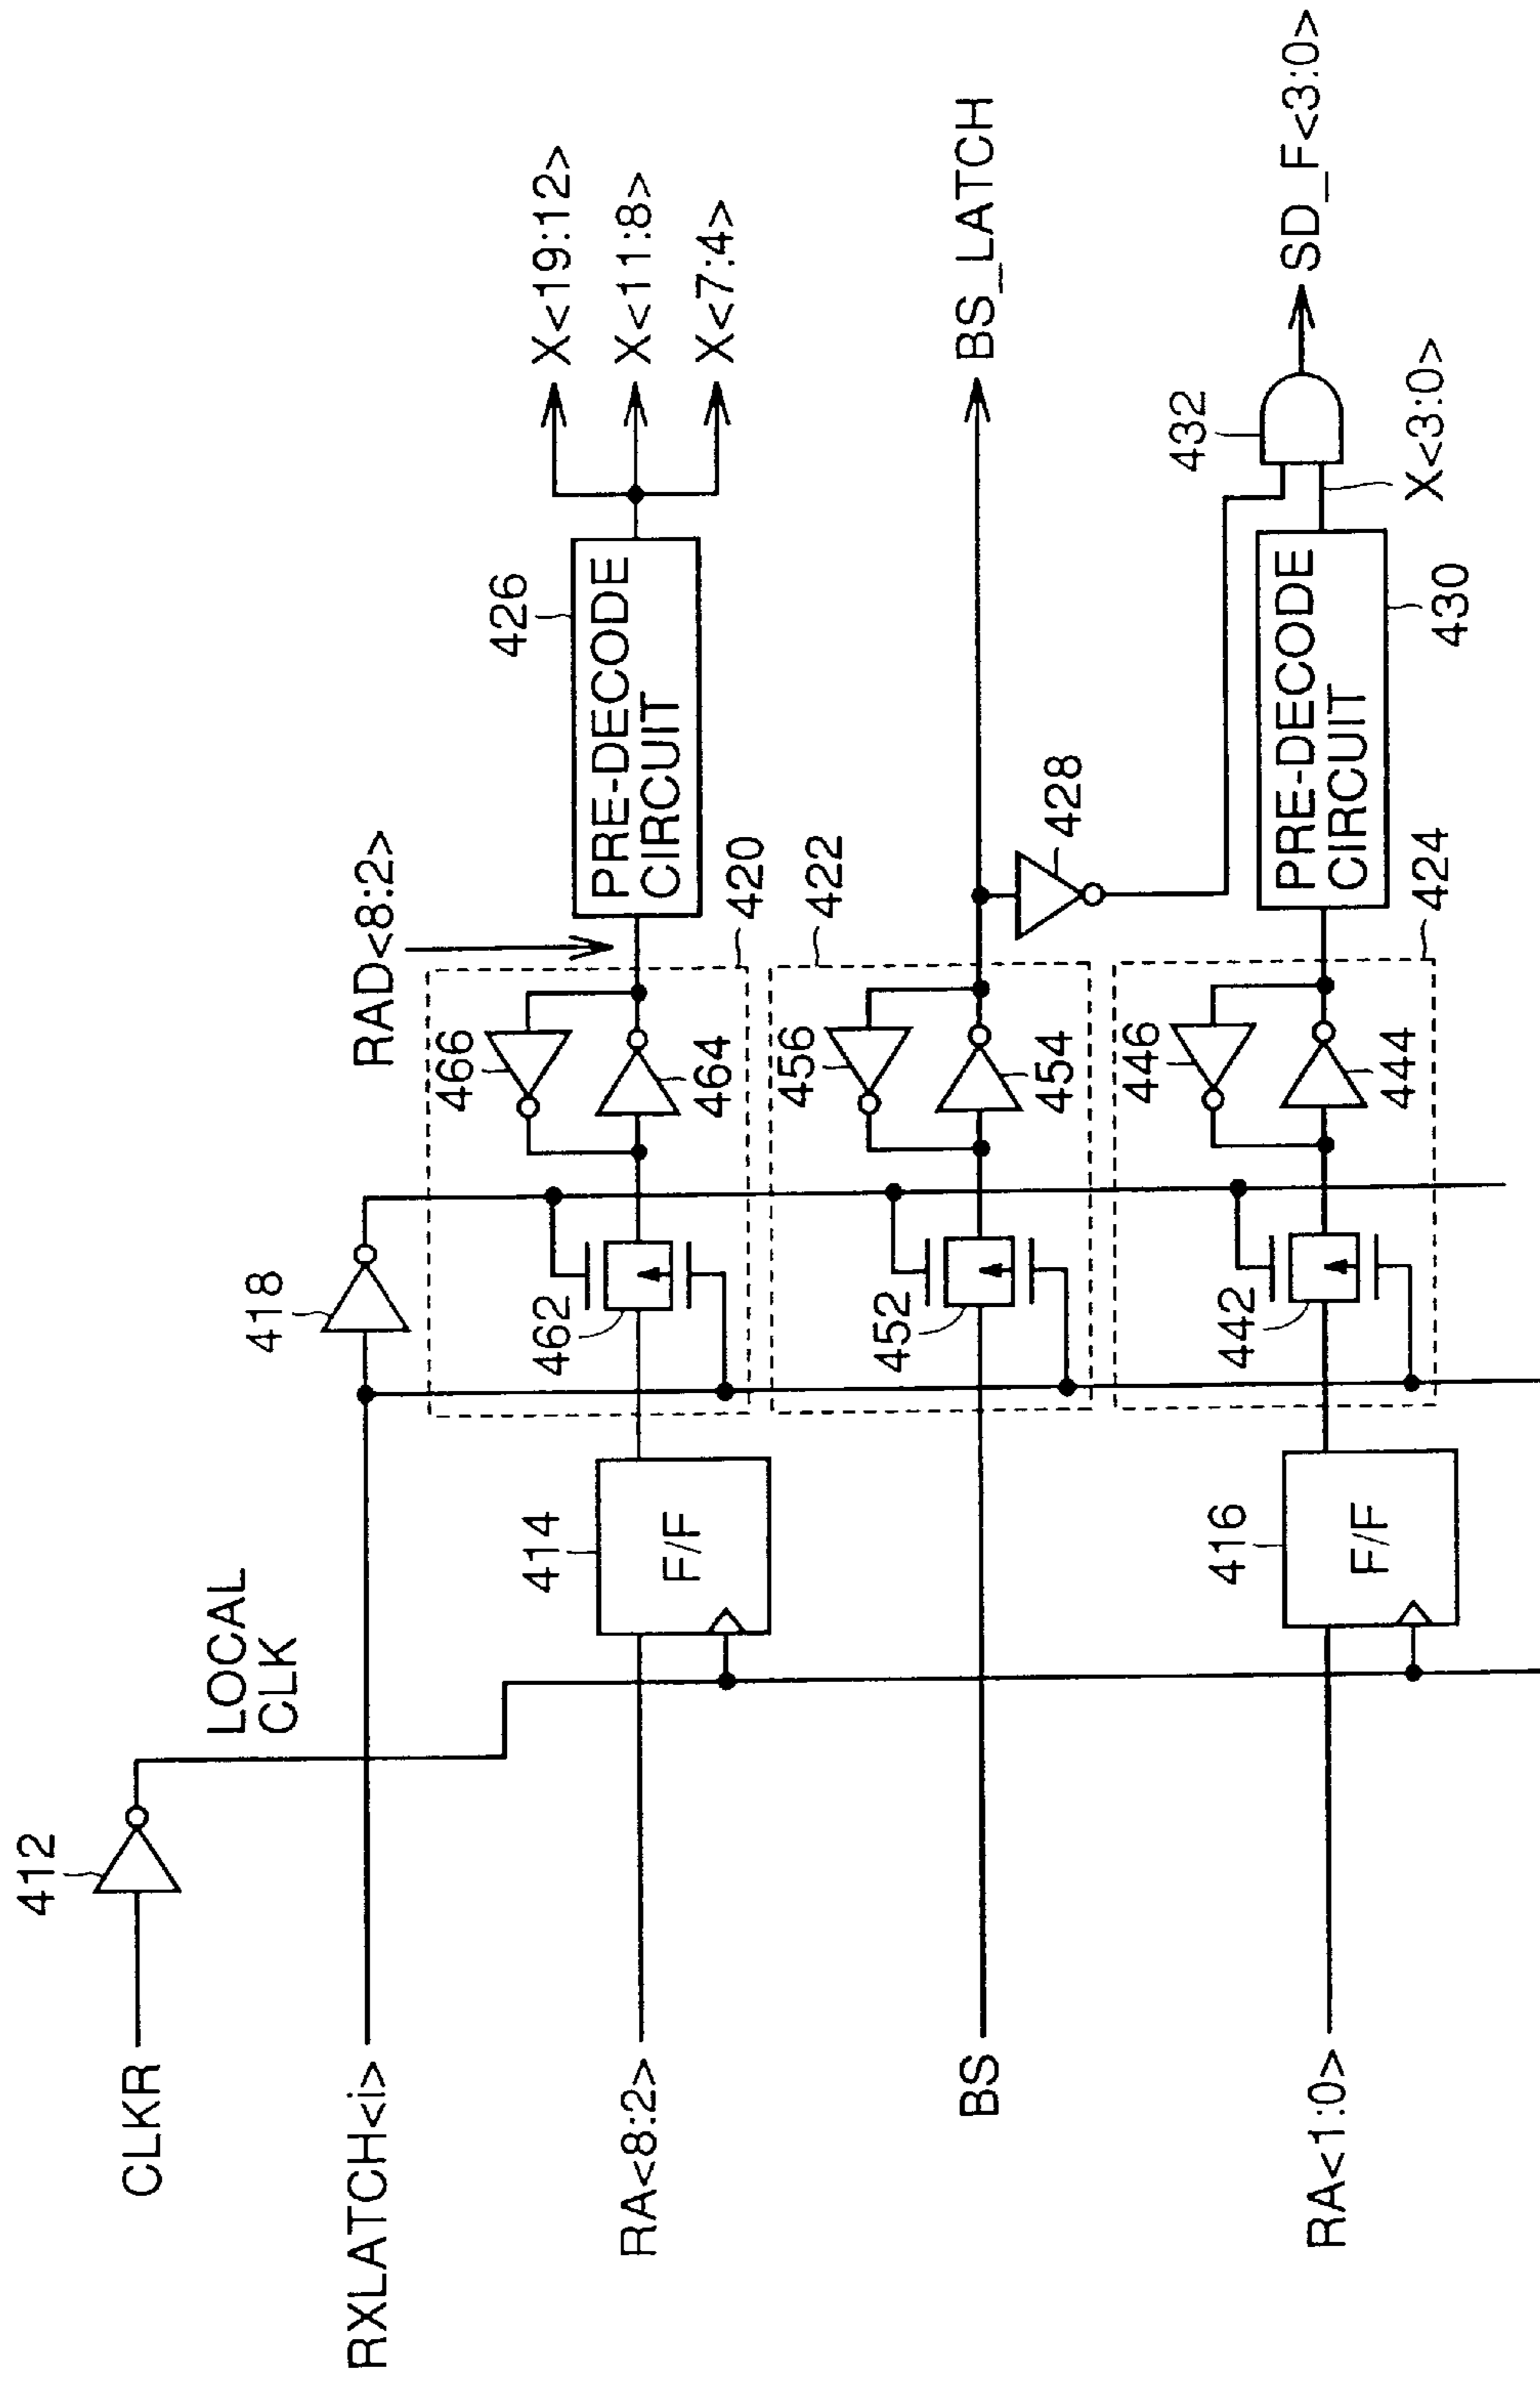 CLKR
412
LOCAL
CLK
RXLATCH<i>
418
RAD<8:2>
RA<8:2>
414
F/F
462
466
464
420
426
PRE-DECODE
CIRCUIT
X<19:12>
X<11:8>
X<7:4>
BS
452
456
454
422
428
BS_LATCH
RA<1:0>
416
F/F
442
446
444
424
PRE-DECODE
CIRCUIT
430
432
X<3:0>
SD_F<3:0>